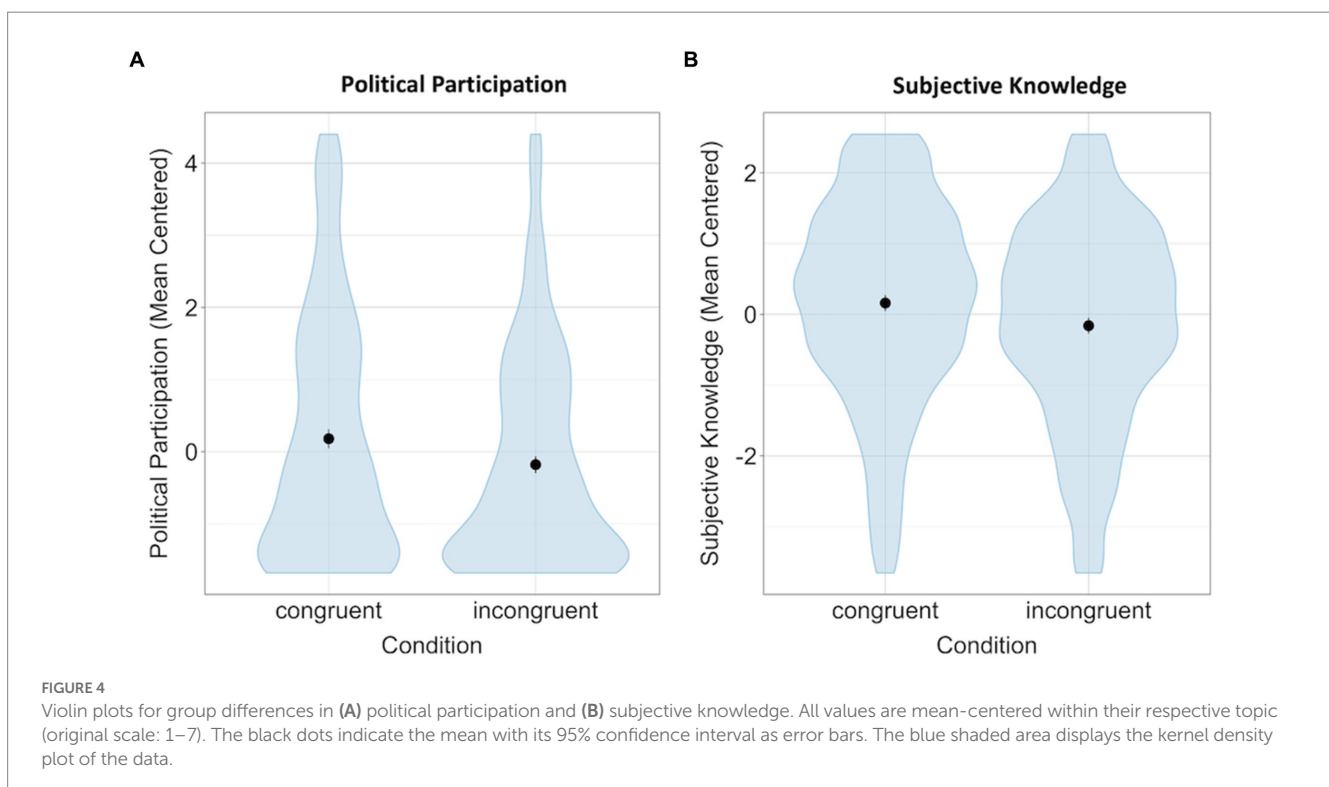 A
Political Participation
Political Participation (Mean Centered)
4
2
0
congruent
incongruent
Condition
B
Subjective Knowledge
Subjective Knowledge (Mean Centered)
2
0
-2
congruent
incongruent
Condition
FIGURE 4
Violin plots for group differences in (A) political participation and (B) subjective knowledge. All values are mean-centered within their respective topic
(original scale: 1–7). The black dots indicate the mean with its 95% confidence interval as error bars. The blue shaded area displays the kernel density
plot of the data.